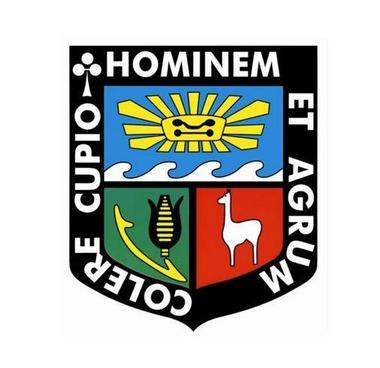 COLERE CUPIO
HOMINEM
ET AGRUM